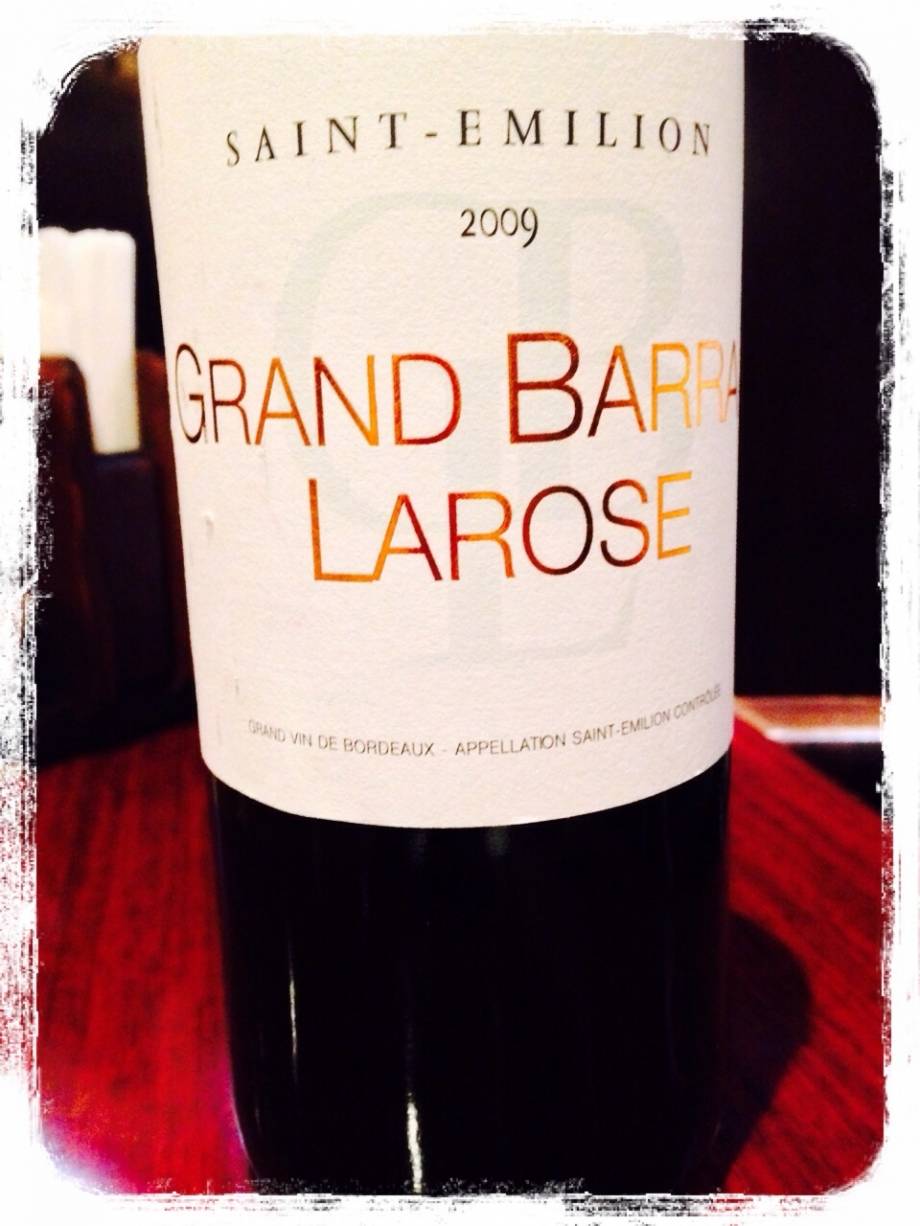 SAINT-EMILION
2009
GRAND BARRA
LAROSE
GRAND VIN DE BORDEAUX - APPELLATION SAINT-EMILION CONTRÔLÉE